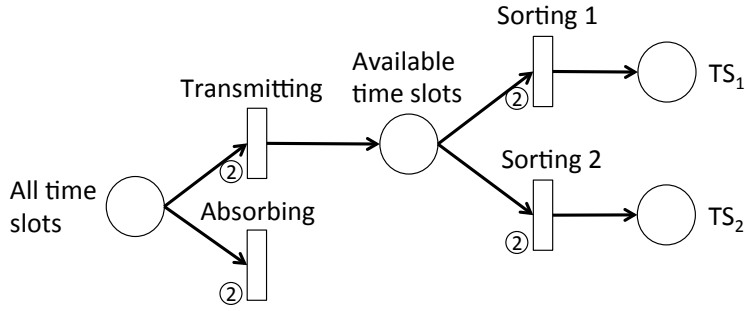 Sorting 1
Available
time slots
TS₁
Transmitting
②
②
Sorting 2
All time
slots
Absorbing
TS₂
②
②